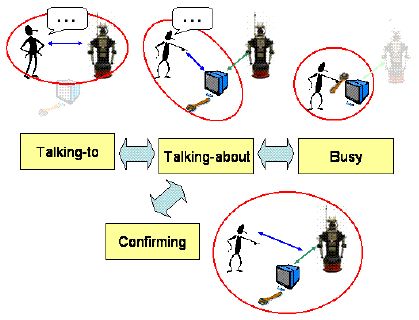 ...
...
Talking-to
Talking-about
Busy
Confirming